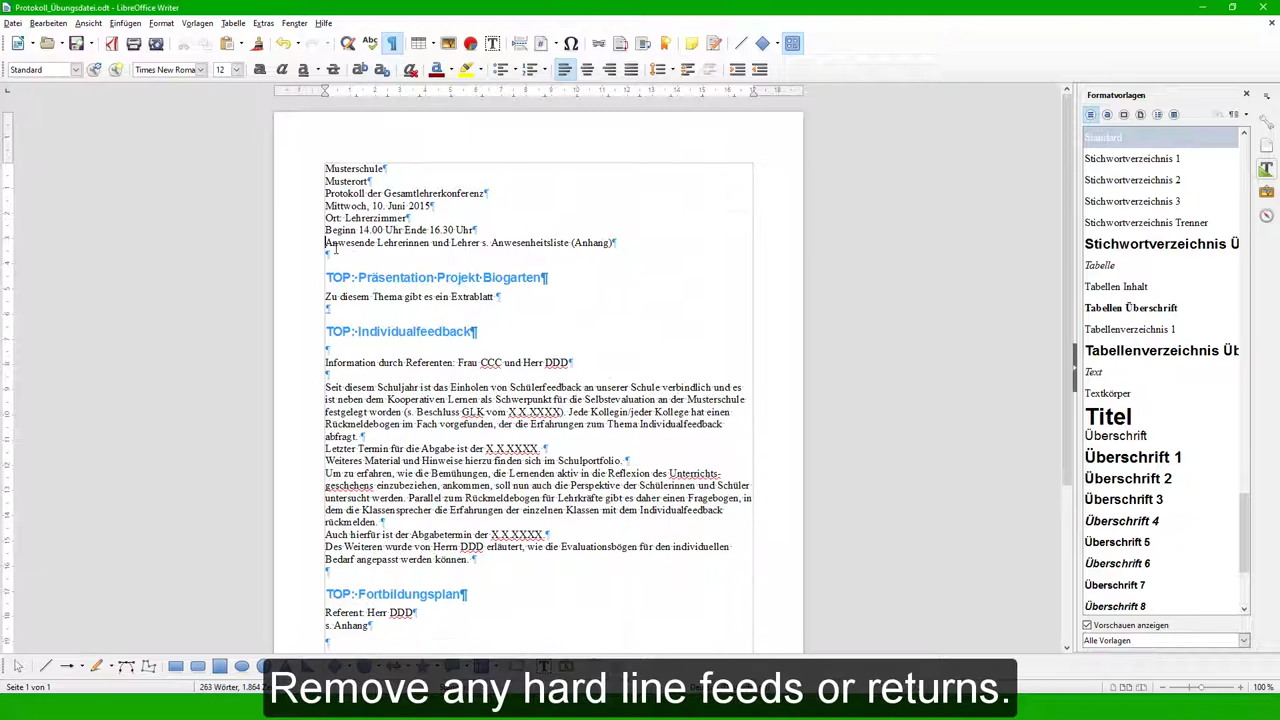 Protokoll_Übungsdatei.odt - LibreOffice Writer
Datei Bearbeiten Ansicht Einfügen Format Vorlagen Tabelle Extras Fenster Hilfe
Standard Times New Roma 12
Musterschule¶
Musterort¶
Protokoll der Gesamtlehrerkonferenz¶
Mittwoch, 10. Juni 2015¶
Ort: Lehrerzimmer¶
Beginn 14.00 Uhr Ende 16.30 Uhr¶
Anwesende Lehrerinnen und Lehrer s. Anwesenheitsliste (Anhang)¶
¶
TOP: Präsentation Projekt Biogarten¶
Zu diesem Thema gibt es ein Extrablatt ¶
¶
TOP: Individualfeedback¶
¶
Information durch Referenten: Frau CCC und Herr DDD¶
¶
Seit diesem Schuljahr ist das Einholen von Schülerfeedback an unserer Schule verbindlich und es
ist neben dem Kooperativen Lernen als Schwerpunkt für die Selbstevaluation an der Musterschule
festgelegt worden (s. Beschluss GLK vom X.X.XXXX). Jede Kollegin/jeder Kollege hat einen
Rückmeldebogen im Fach vorgefunden, der die Erfahrungen zum Thema Individualfeedback
abfragt. ¶
Letzter Termin für die Abgabe ist der X.X.XXXX. ¶
Weiteres Material und Hinweise hierzu finden sich im Schulportfolio. ¶
Um zu erfahren, wie die Bemühungen, die Lernenden aktiv in die Reflexion des Unterrichts-
geschehens einzubeziehen, ankommen, soll nun auch die Perspektive der Schülerinnen und Schüler
untersucht werden. Parallel zum Rückmeldebogen für Lehrkräfte gibt es daher einen Fragebogen, in
dem die Klassensprecher die Erfahrungen der einzelnen Klassen mit dem Individualfeedback
rückmelden. ¶
Auch hierfür ist der Abgabetermin der X.X.XXXX.¶
Des Weiteren wurde von Herrn DDD erläutert, wie die Evaluationsbögen für den individuellen
Bedarf angepasst werden können. ¶
¶
TOP: Fortbildungsplan¶
Referent: Herr DDD¶
s. Anhang¶
¶
Formatvorlagen
Standard
Stichwortverzeichnis 1
Stichwortverzeichnis 2
Stichwortverzeichnis 3
Stichwortverzeichnis Trenner
Stichwortverzeichnis Ü
Tabelle
Tabellen Inhalt
Tabellen Überschrift
Tabellenverzeichnis 1
Tabellenverzeichnis Üb
Text
Textkörper
Titel
Überschrift
Überschrift 1
Überschrift 2
Überschrift 3
Überschrift 4
Überschrift 5
Überschrift 6
Überschrift 7
Überschrift 8
Vorschauen anzeigen
Alle Vorlagen
Seite 1 von 1 263 Wörter, 1.864 100 %
Remove any hard line feeds or returns.